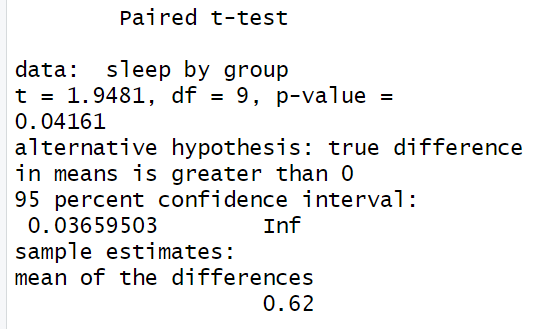 Paired t-test
data:  sleep by group
t = 1.9481, df = 9, p-value =
0.04161
alternative hypothesis: true difference
in means is greater than 0
95 percent confidence interval:
 0.03659503        Inf
sample estimates:
mean of the differences
                   0.62